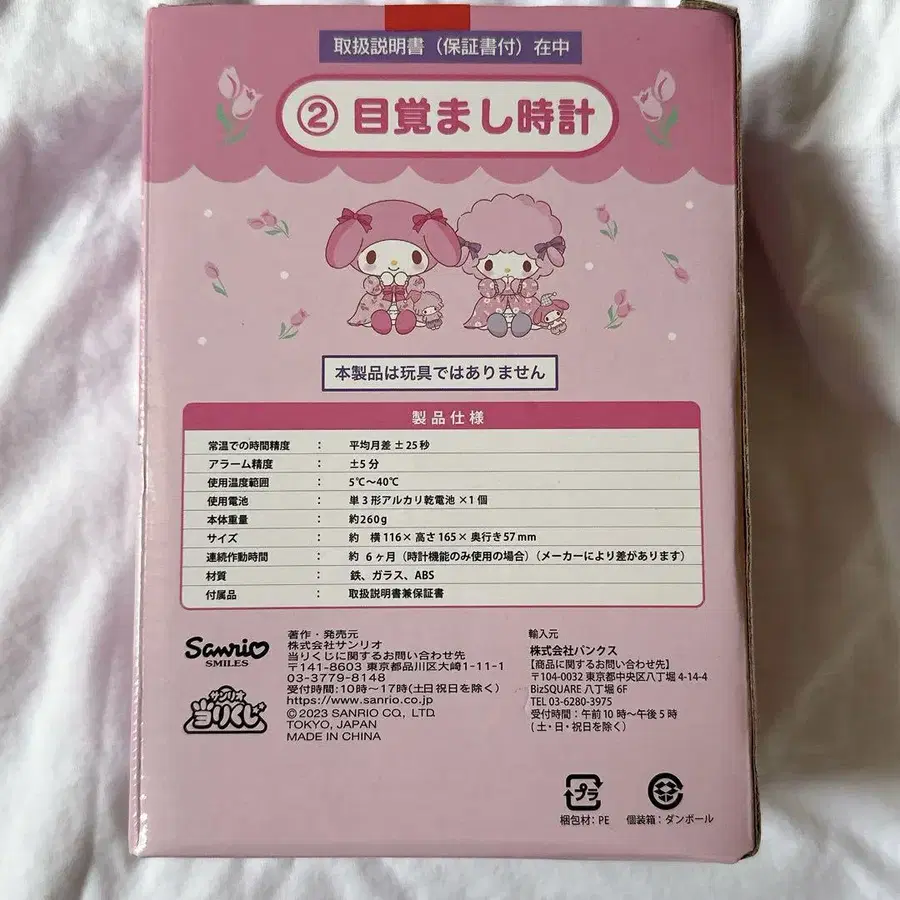 取扱説明書（保証書付）在中
② 目覚まし時計
本製品は玩具ではありません
製品仕様
常温での時間精度 ： 平均月差 ±25秒
アラーム精度 ： ±5分
使用温度範囲 ： 5℃～40℃
使用電池 ： 単3形アルカリ乾電池 ×1個
本体重量 ： 約260g
サイズ ： 約 横116× 高さ165× 奥行き57mm
連続作動時間 ： 約 6ヶ月（時計機能のみ使用の場合）（メーカーにより差があります）
材質 ： 鉄、ガラス、ABS
付属品 ： 取扱説明書兼保証書
Sanrio
SMILES
サンリオ
当りくじ
著作・発売元
株式会社サンリオ
当りくじに関するお問い合わせ先
〒141-8603 東京都品川区大崎1-11-1
03-3779-8148
受付時間：10時～17時(土日祝日を除く)
https://www.sanrio.co.jp
© 2023 SANRIO CO., LTD.
TOKYO, JAPAN
MADE IN CHINA
輸入元
株式会社バンクス
【商品に関するお問い合わせ先】
〒104-0032 東京都中央区八丁堀 4-14-4
BizSQUARE 八丁堀 6F
TEL 03-6280-3975
受付時間：午前10時～午後5時
(土・日・祝日を除く)
プラ
梱包材：PE
個装箱：ダンボール